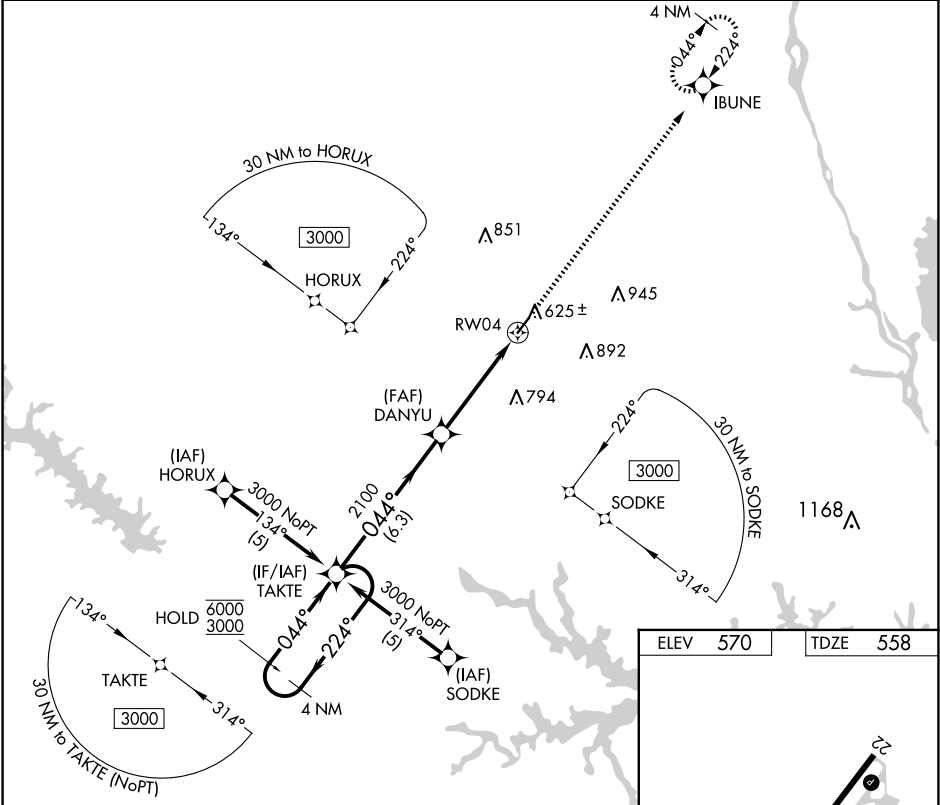 4 NM
044°
224°
IBUNE
30 NM to HORUX
134°
3000
224°
HORUX
851
945
RW04
625±
892
794
(FAF)
DANYU
224°
30 NM to SODKE
3000
SODKE
314°
1168
(IAF)
HORUX
3000 NoPT
134°
(5)
2100
044°
(6.3)
(IF/IAF)
TAKTE
3000 NoPT
314°
(5)
(IAF)
SODKE
HOLD
6000
3000
044°
224°
4 NM
134°
TAKTE
314°
3000
30 NM to TAKTE (NoPT)
ELEV 570
TDZE 558
22
P